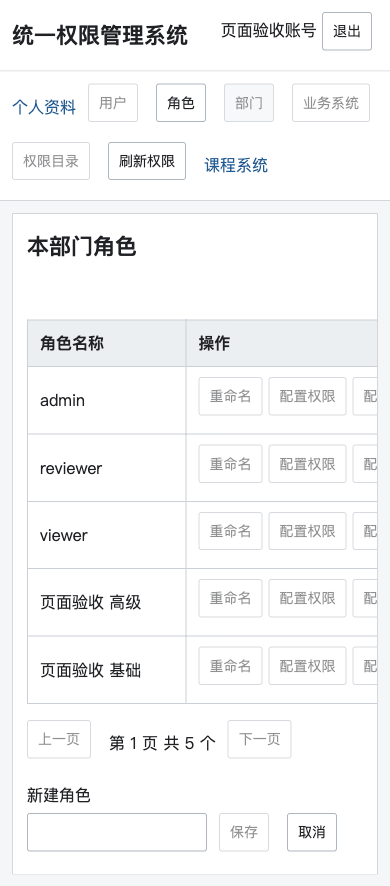 统一权限管理系统 页面验收账号 退出
个人资料 用户 角色 部门 业务系统
权限目录 刷新权限 课程系统
本部门角色
角色名称 操作
admin 重命名 配置权限 配
reviewer 重命名 配置权限 配
viewer 重命名 配置权限 配
页面验收 高级 重命名 配置权限 配
页面验收 基础 重命名 配置权限 配
上一页 第 1 页 共 5 个 下一页
新建角色
保存 取消